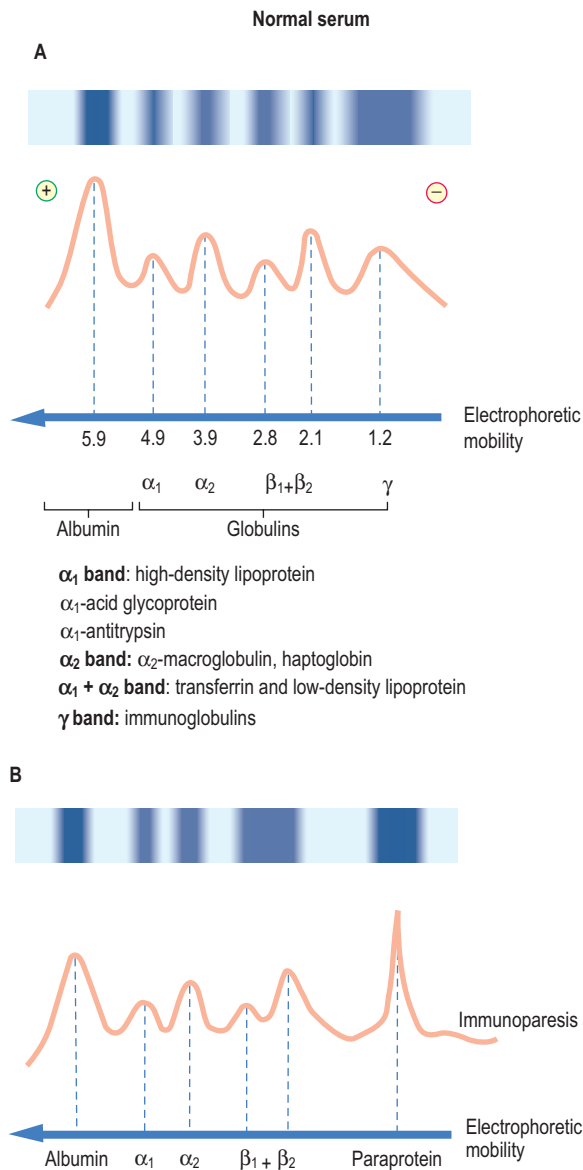 Normal serum
A
+
−
Electrophoretic
mobility
5.9 4.9 3.9 2.8 2.1 1.2
α1 α2 β1+β2 γ
Albumin Globulins
α1 band: high-density lipoprotein
α1-acid glycoprotein
α1-antitrypsin
α2 band: α2-macroglobulin, haptoglobin
α1 + α2 band: transferrin and low-density lipoprotein
γ band: immunoglobulins
B
Immunoparesis
Electrophoretic
mobility
Albumin α1 α2 β1 + β2 Paraprotein